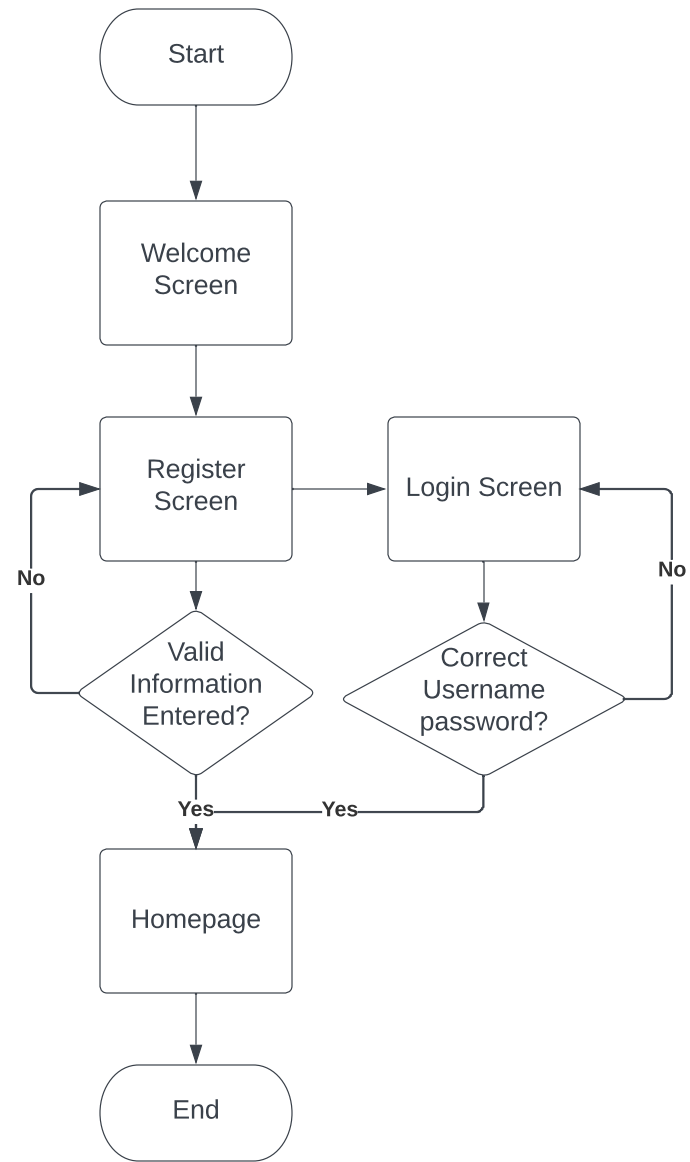 Start
Welcome
Screen
Register
Screen
Login Screen
No
No
Valid
Information
Entered?
Correct
Username
password?
Yes
Yes
Homepage
End